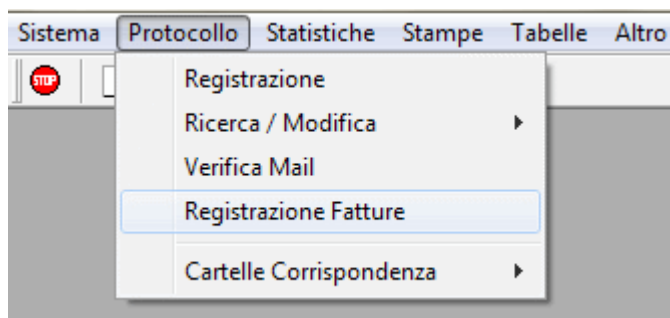 Sistema Protocollo Statistiche Stampe Tabelle Altro
STOP
Registrazione
Ricerca / Modifica
Verifica Mail
Registrazione Fatture
Cartelle Corrispondenza